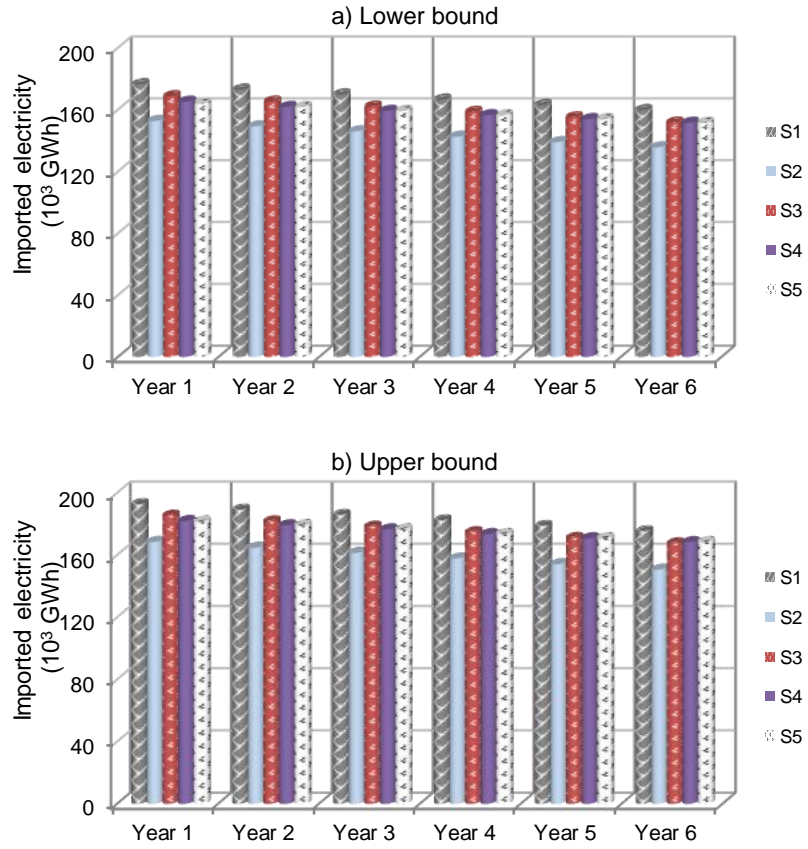 a) Lower bound
Imported electricity
(10³ GWh)
200
160
120
80
40
0
Year 1
Year 2
Year 3
Year 4
Year 5
Year 6
S1
S2
S3
S4
S5
b) Upper bound
Imported electricity
(10³ GWh)
200
160
120
80
40
0
Year 1
Year 2
Year 3
Year 4
Year 5
Year 6
S1
S2
S3
S4
S5